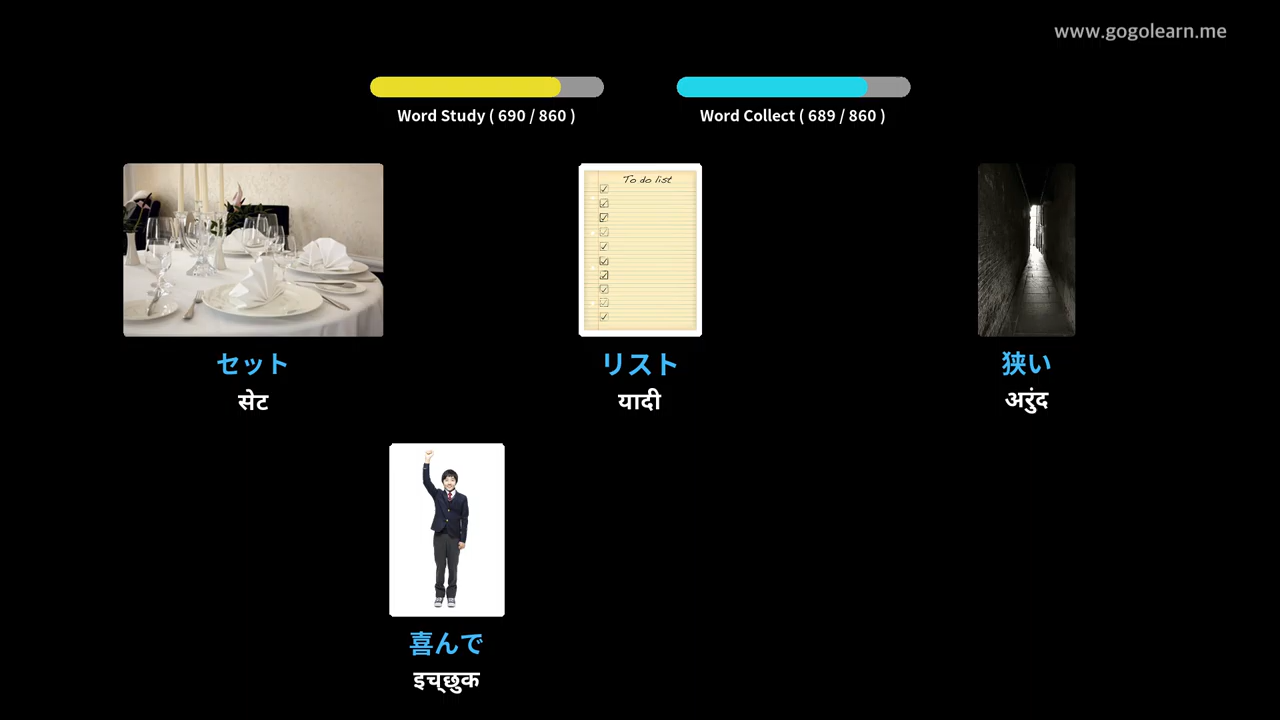 www.gogolearn.me
Word Study ( 690 / 860 )
Word Collect ( 689 / 860 )
To do list
セット
リスト
狭い
सेट
यादी
अरुंद
喜んで
इच्छुक